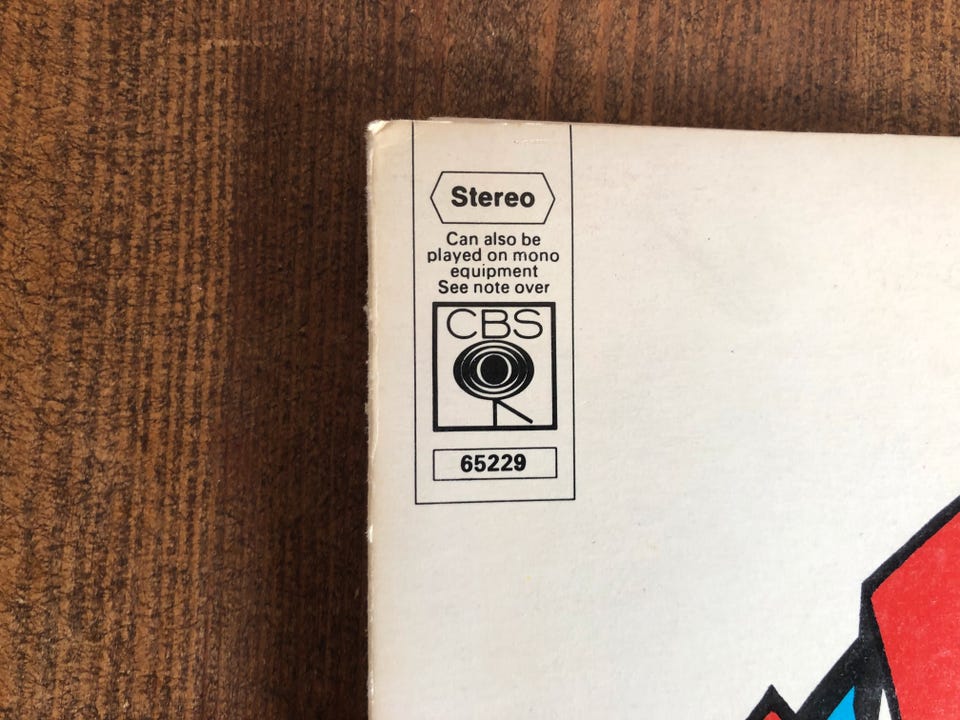 Stereo
Can also be
played on mono
equipment
See note over
CBS
65229